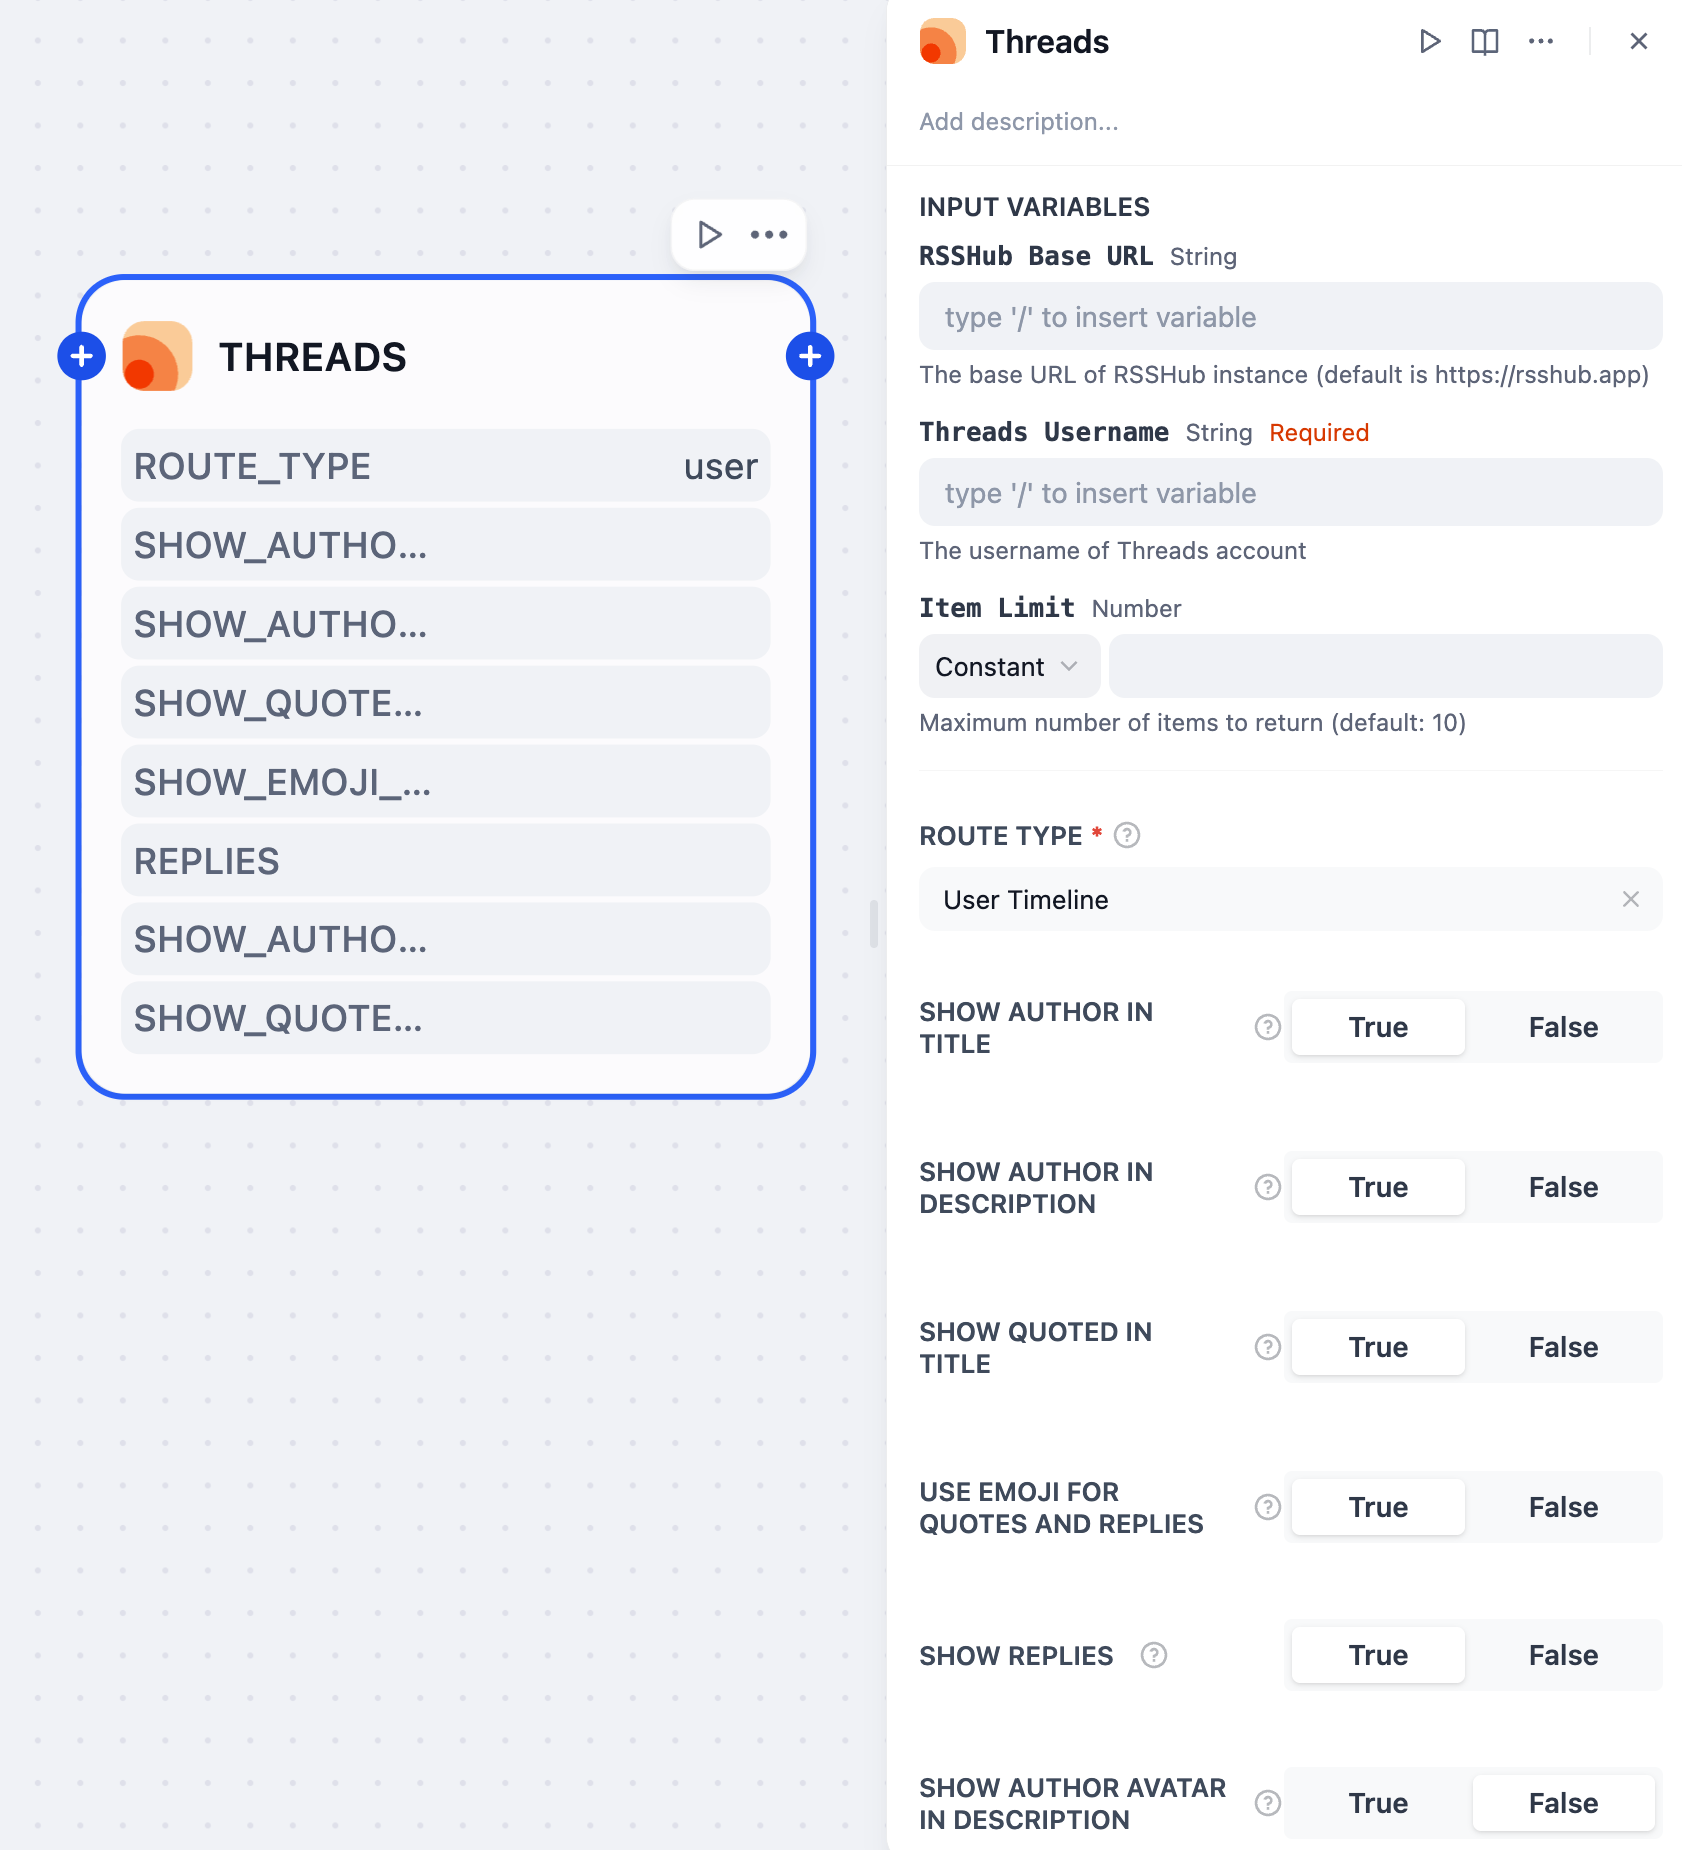 THREADS
ROUTE_TYPE user
SHOW_AUTHO...
SHOW_AUTHO...
SHOW_QUOTE...
SHOW_EMOJI_...
REPLIES
SHOW_AUTHO...
SHOW_QUOTE...
Threads
Add description...
INPUT VARIABLES
RSSHub Base URL String
type '/' to insert variable
The base URL of RSSHub instance (default is https://rsshub.app)
Threads Username String Required
type '/' to insert variable
The username of Threads account
Item Limit Number
Constant
Maximum number of items to return (default: 10)
ROUTE TYPE *
User Timeline
SHOW AUTHOR IN
TITLE
True False
SHOW AUTHOR IN
DESCRIPTION
True False
SHOW QUOTED IN
TITLE
True False
USE EMOJI FOR
QUOTES AND REPLIES
True False
SHOW REPLIES
True False
SHOW AUTHOR AVATAR
IN DESCRIPTION
True False